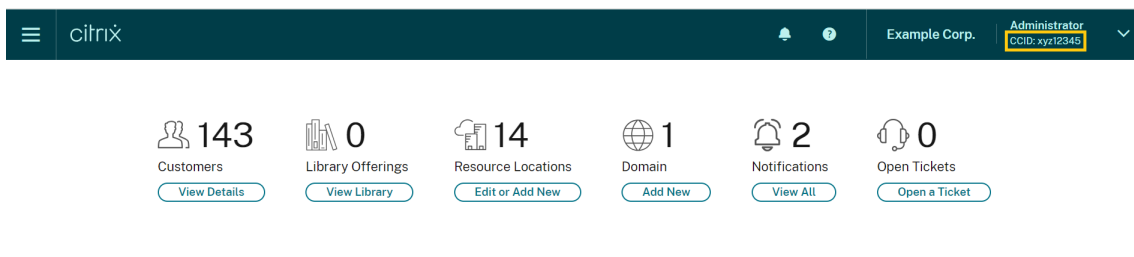 citrix
Example Corp.
Administrator
CCID: xyz12345
143
Customers
View Details
0
Library Offerings
View Library
14
Resource Locations
Edit or Add New
1
Domain
Add New
2
Notifications
View All
0
Open Tickets
Open a Ticket